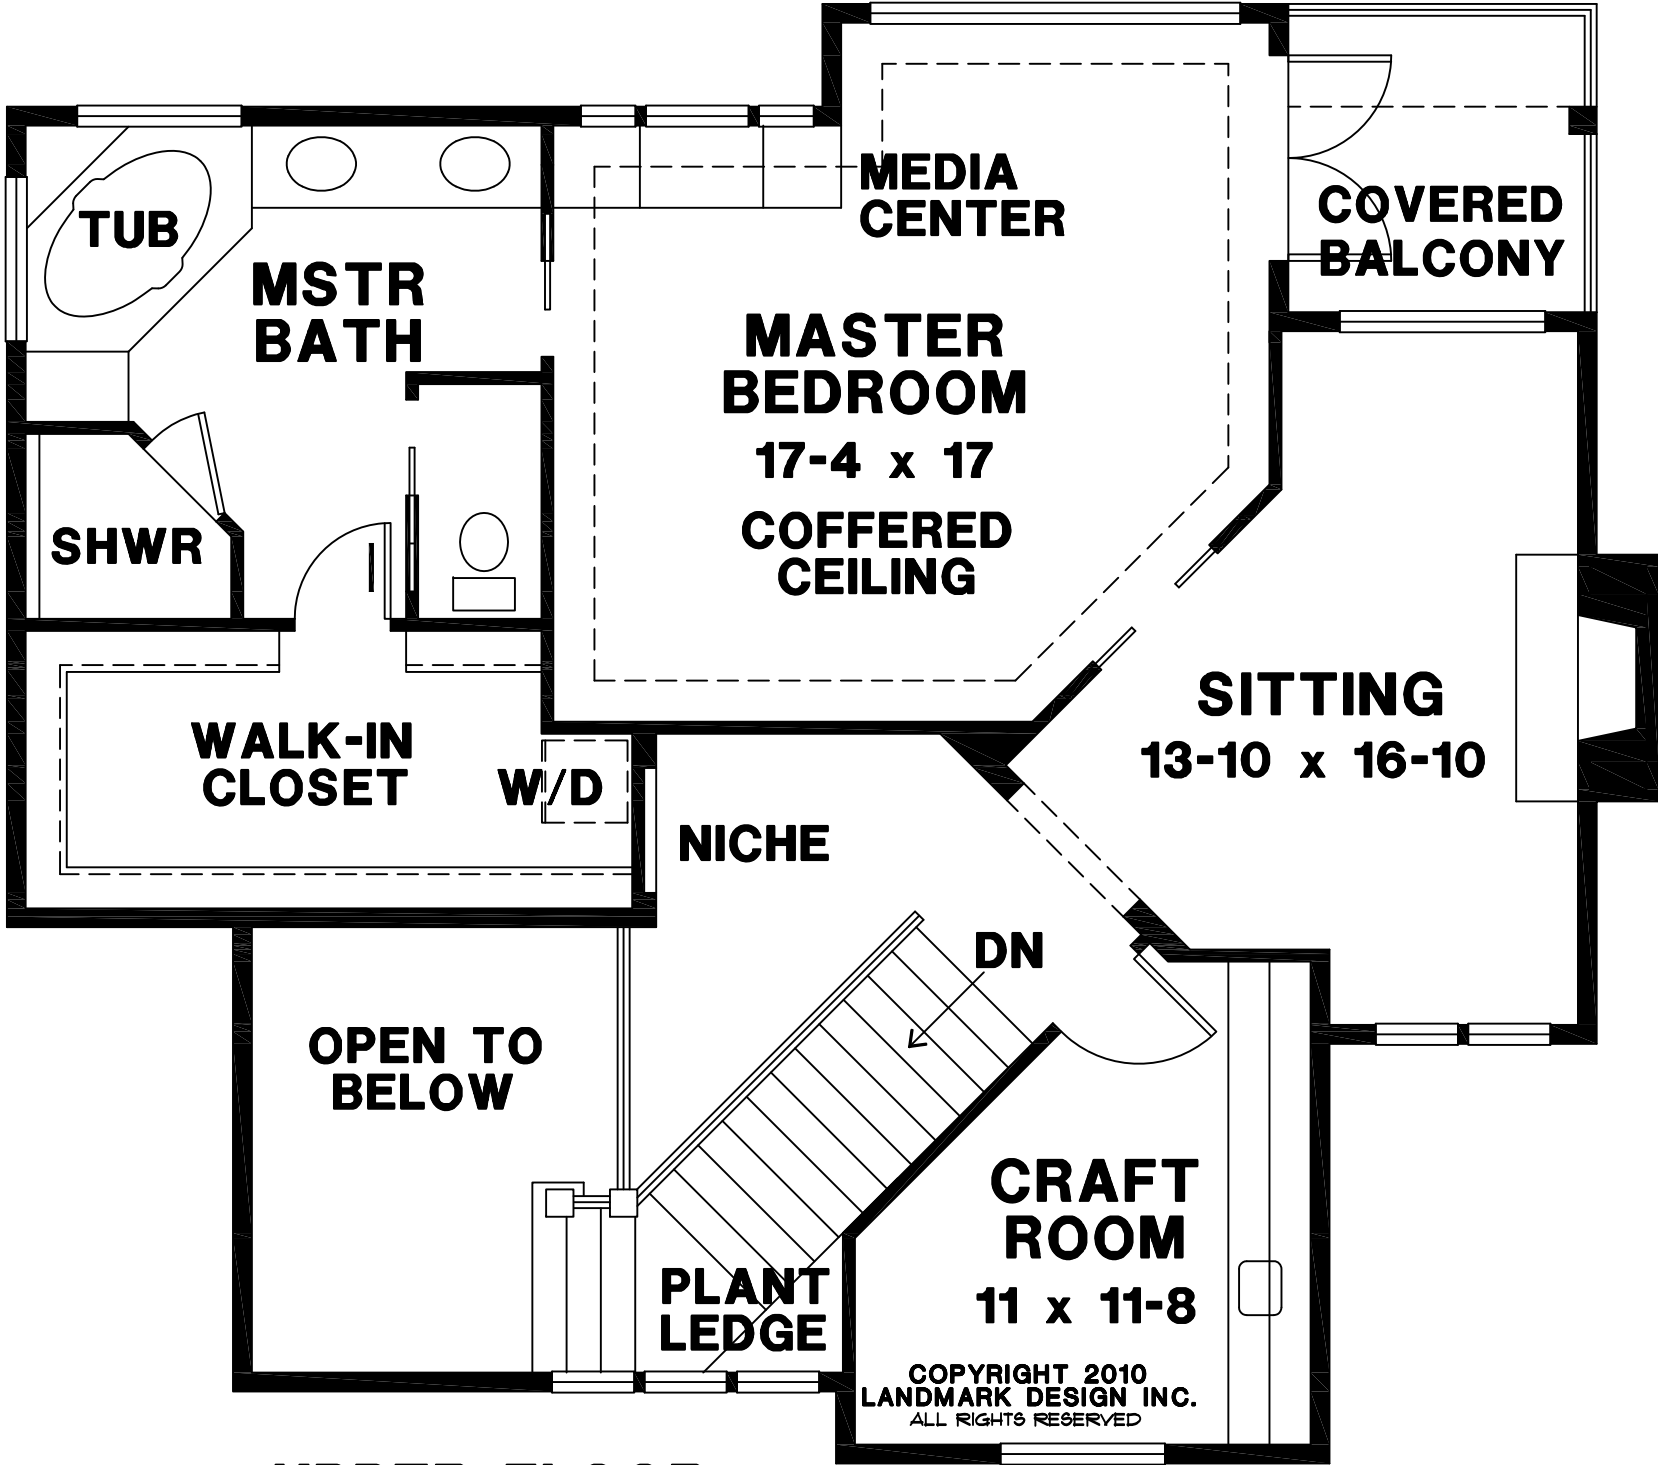 MEDIA
CENTER
COVERED
BALCONY
TUB
MSTR
BATH
MASTER
BEDROOM
17-4 x 17
COFFERED
CEILING
SHWR
SITTING
13-10 x 16-10
WALK-IN
CLOSET
W/D
NICHE
DN
OPEN TO
BELOW
CRAFT
ROOM
11 x 11-8
PLANT
LEDGE
COPYRIGHT 2010
LANDMARK DESIGN INC.
ALL RIGHTS RESERVED